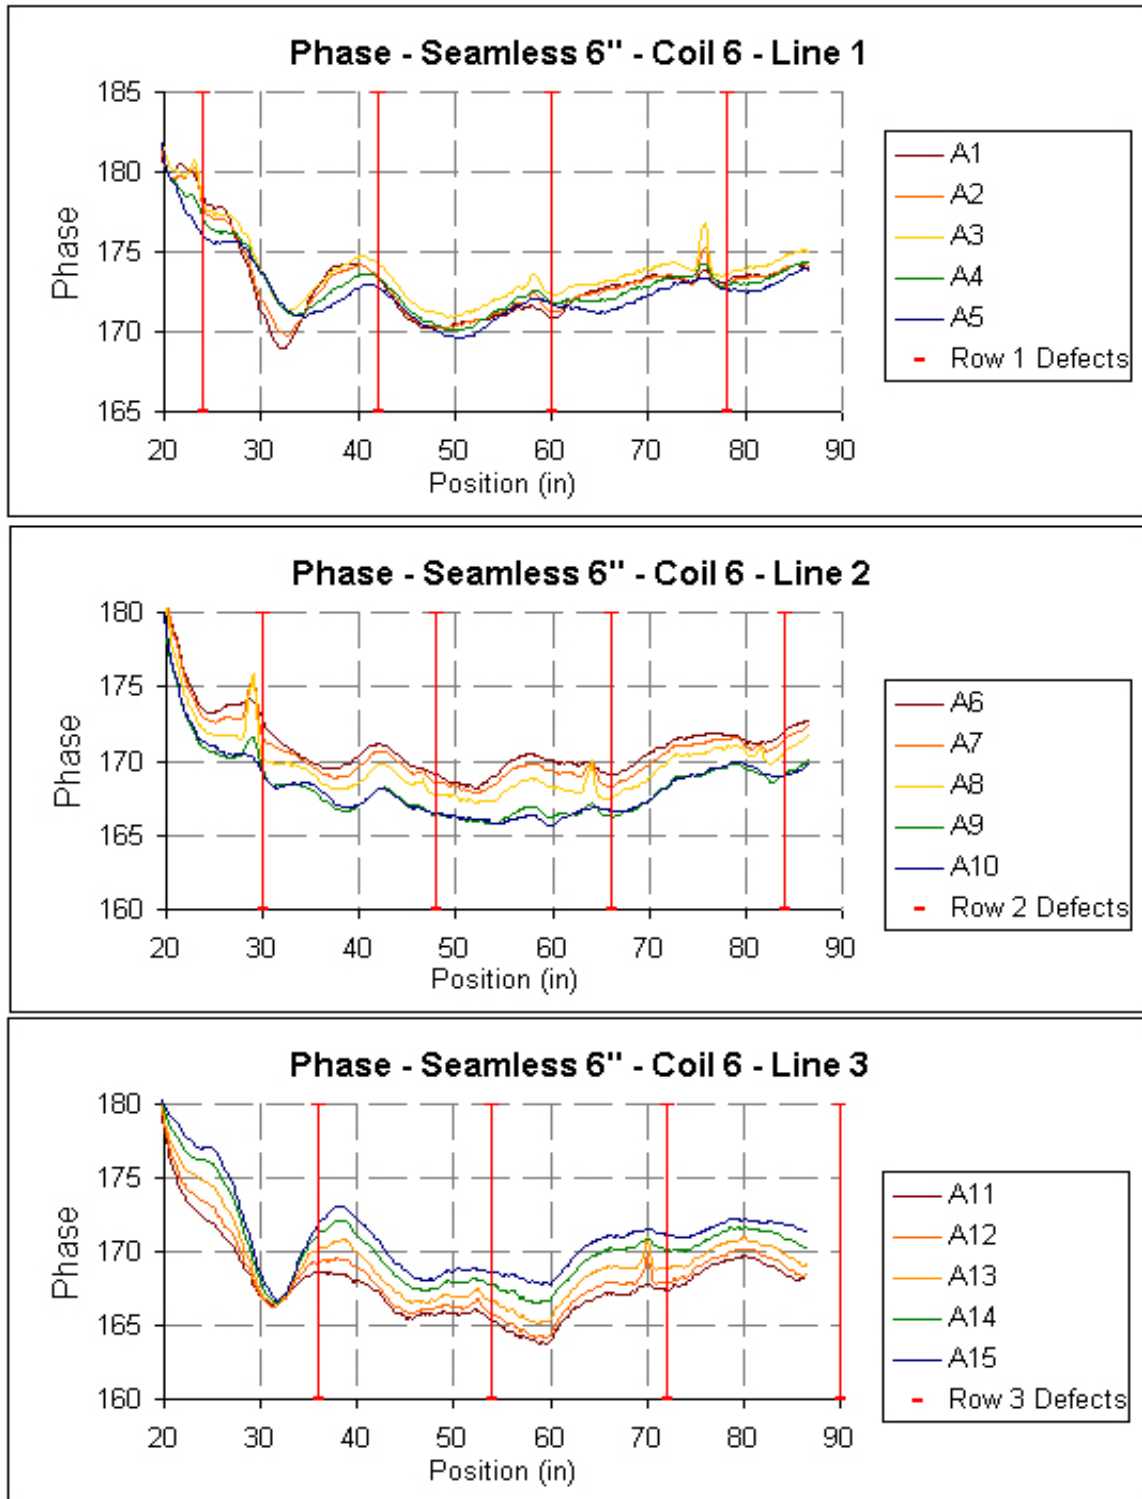 Phase - Seamless 6" - Coil 6 - Line 1
185
180
175
170
165
Phase
20 30 40 50 60 70 80 90
Position (in)
A1
A2
A3
A4
A5
Row 1 Defects
Phase - Seamless 6" - Coil 6 - Line 2
180
175
170
165
160
Phase
20 30 40 50 60 70 80 90
Position (in)
A6
A7
A8
A9
A10
Row 2 Defects
Phase - Seamless 6" - Coil 6 - Line 3
180
175
170
165
160
Phase
20 30 40 50 60 70 80 90
Position (in)
A11
A12
A13
A14
A15
Row 3 Defects